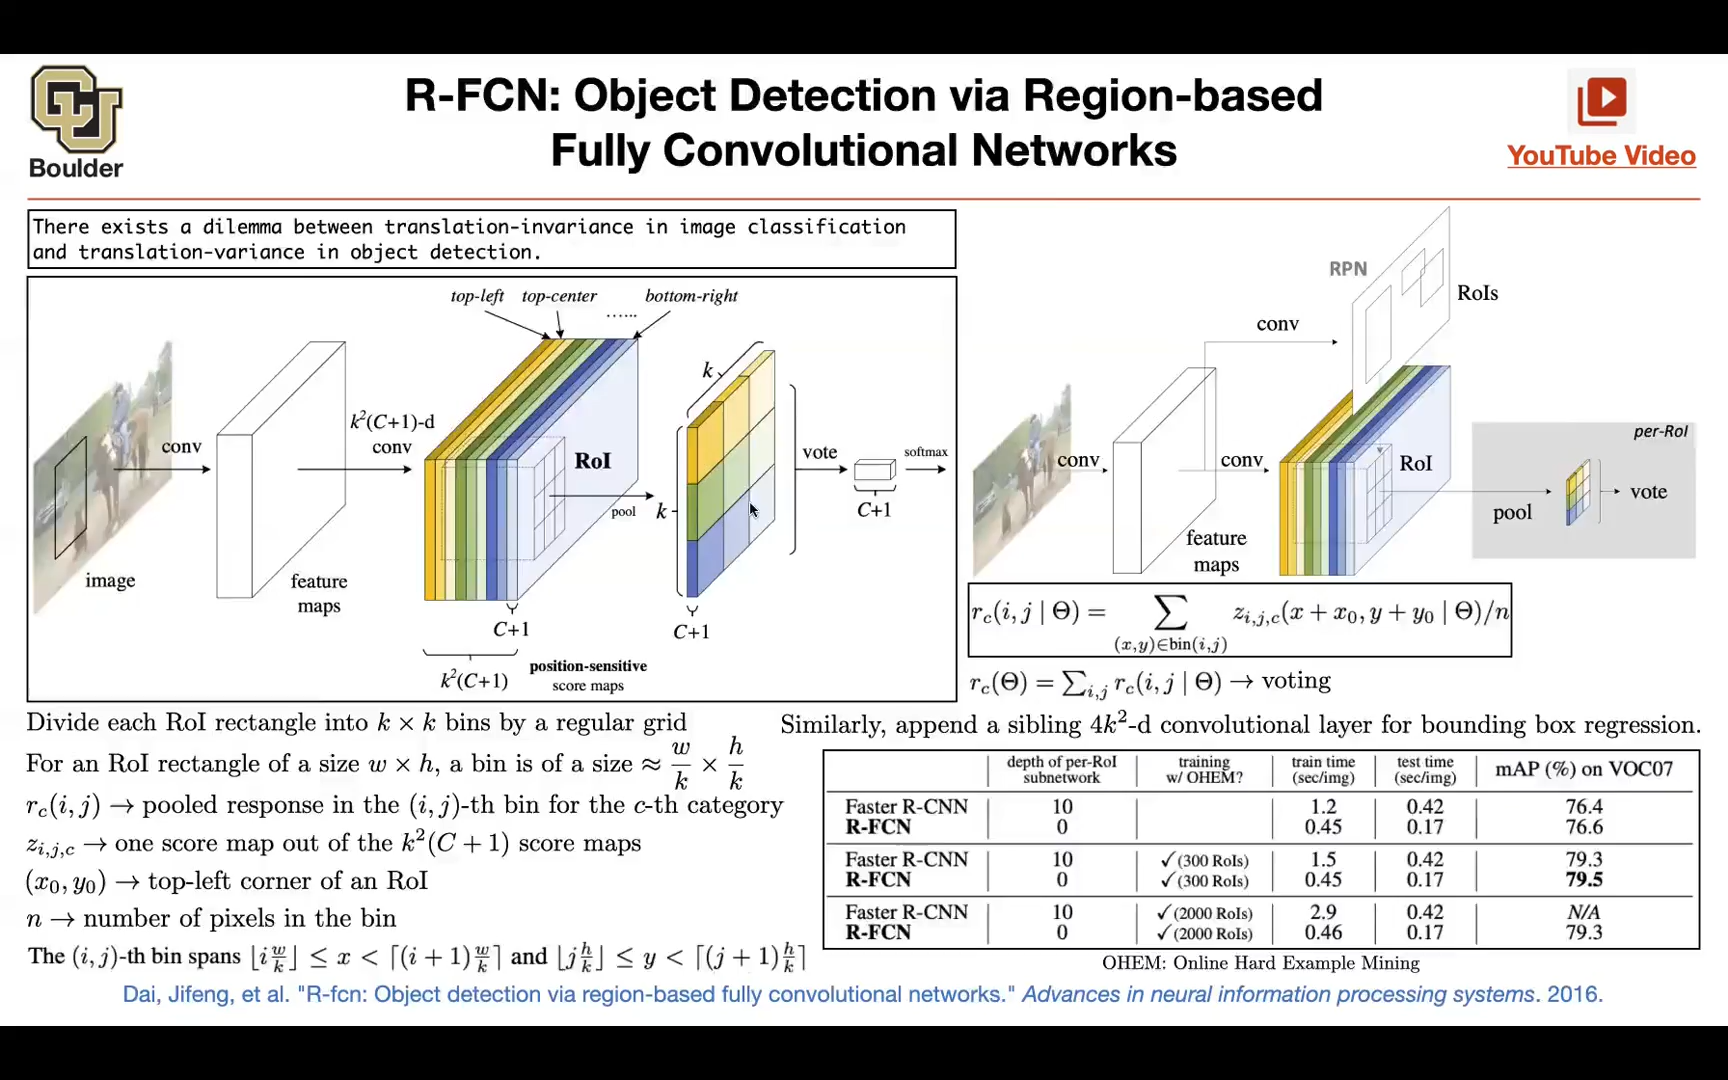 R-FCN: Object Detection via Region-based
Fully Convolutional Networks
CU
Boulder
YouTube Video
There exists a dilemma between translation-invariance in image classification
and translation-variance in object detection.
top-left top-center ...... bottom-right
image
conv
feature
maps
k²(C+1)-d
conv
RoI
pool
k
k
vote
softmax
C+1
C+1
C+1
k²(C+1)
position-sensitive
score maps
RPN
RoIs
conv
conv
conv
feature
maps
RoI
per-RoI
pool
vote
r_c(i, j | Θ) = ∑_{(x,y)∈bin(i,j)} z_{i,j,c}(x + x₀, y + y₀ | Θ)/n
r_c(Θ) = ∑_{i,j} r_c(i, j | Θ) → voting
Divide each RoI rectangle into k × k bins by a regular grid
For an RoI rectangle of a size w × h, a bin is of a size ≈ w/k × h/k
r_c(i, j) → pooled response in the (i, j)-th bin for the c-th category
z_{i,j,c} → one score map out of the k²(C + 1) score maps
(x₀, y₀) → top-left corner of an RoI
n → number of pixels in the bin
The (i, j)-th bin spans ⌊i w/k⌋ ≤ x < ⌈(i + 1) w/k⌉ and ⌊j h/k⌋ ≤ y < ⌈(j + 1) h/k⌉
Similarly, append a sibling 4k²-d convolutional layer for bounding box regression.
depth of per-RoI subnetwork | training w/ OHEM? | train time (sec/img) | test time (sec/img) | mAP (%) on VOC07
Faster R-CNN 10 1.2 0.42 76.4
R-FCN 0 0.45 0.17 76.6
Faster R-CNN 10 ✓(300 RoIs) 1.5 0.42 79.3
R-FCN 0 ✓(300 RoIs) 0.45 0.17 79.5
Faster R-CNN 10 ✓(2000 RoIs) 2.9 0.42 N/A
R-FCN 0 ✓(2000 RoIs) 0.46 0.17 79.3
OHEM: Online Hard Example Mining
Dai, Jifeng, et al. "R-fcn: Object detection via region-based fully convolutional networks." Advances in neural information processing systems. 2016.